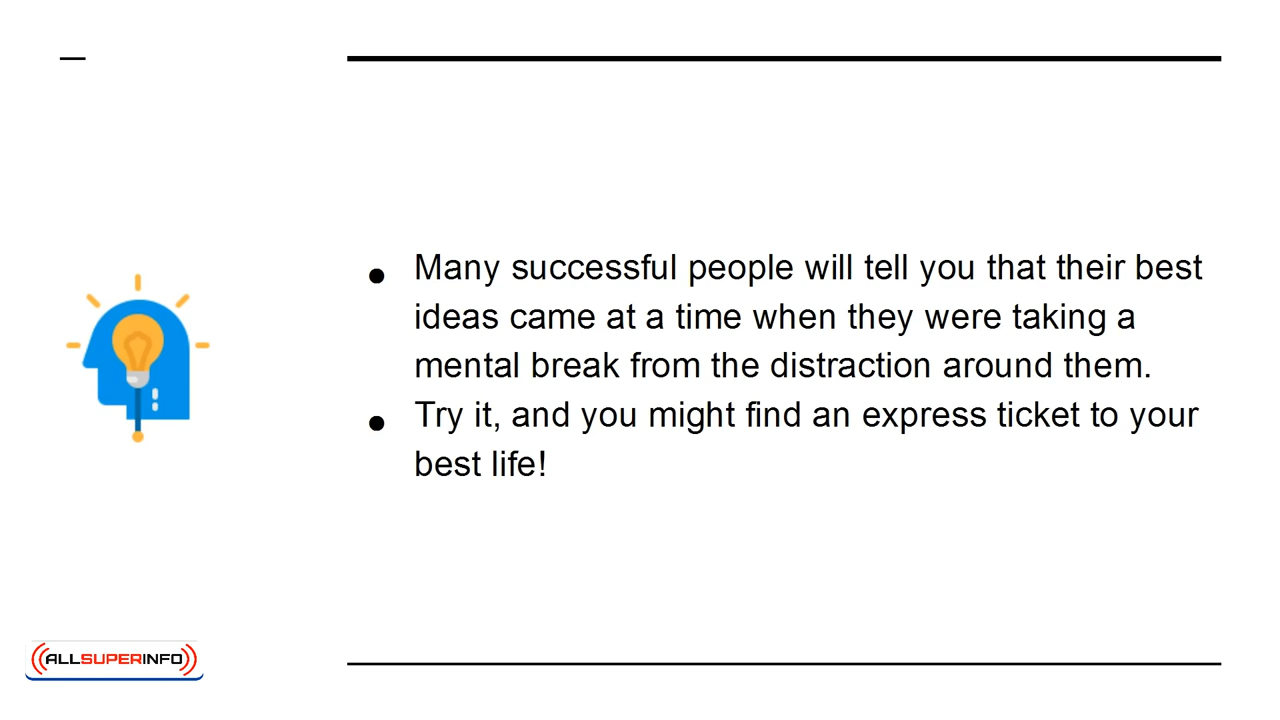 ● Many successful people will tell you that their best
ideas came at a time when they were taking a
mental break from the distraction around them.
● Try it, and you might find an express ticket to your
best life!
ALLSUPERINFO